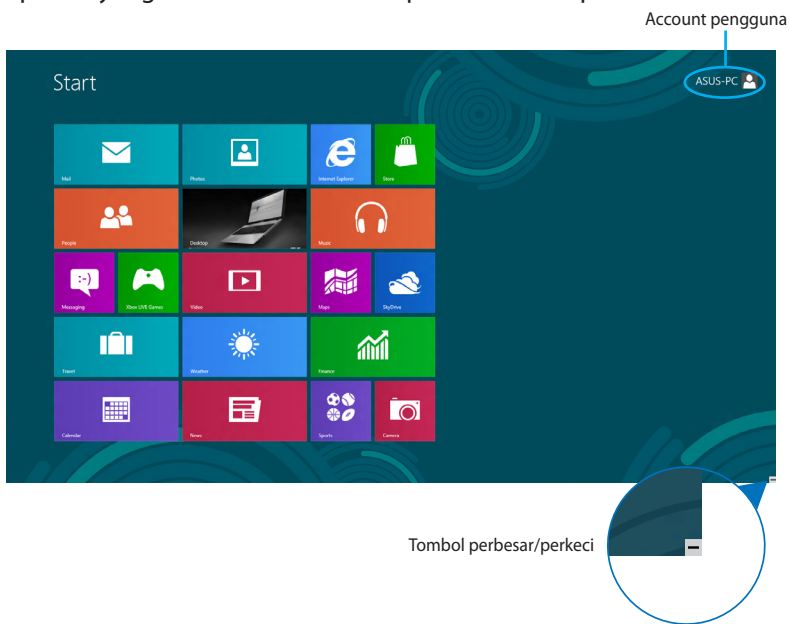 Account pengguna
Start
ASUS-PC
Mail
Photos
Internet Explorer
Store
People
Desktop
Music
Messaging
Xbox LIVE Games
Video
Maps
SkyDrive
Travel
Weather
Finance
Calendar
News
Sports
Camera
Tombol perbesar/perkeci